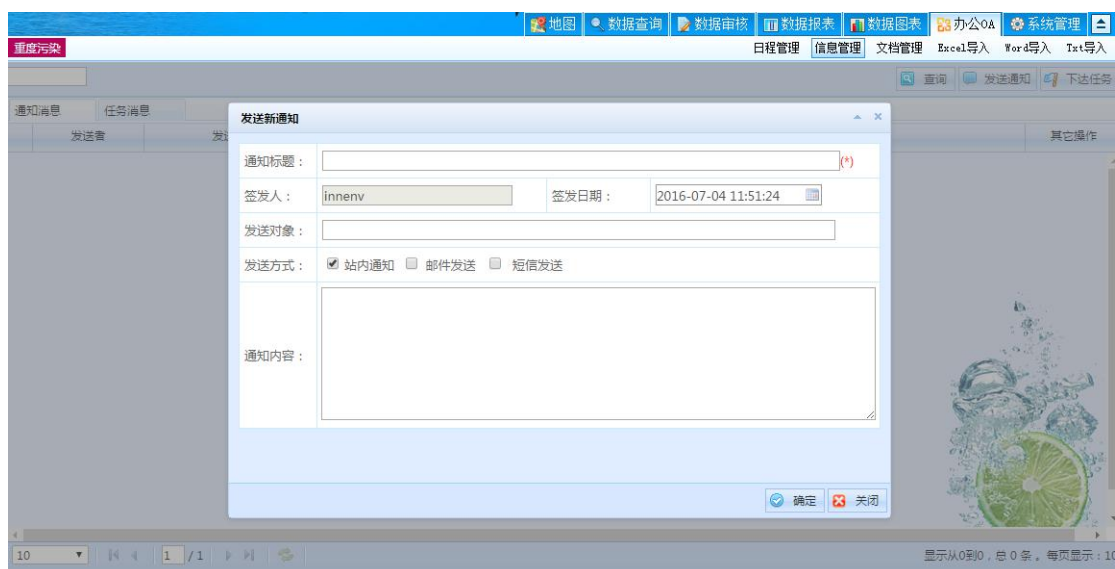 地图 数据查询 数据审核 数据报表 数据图表 办公OA 系统管理
重度污染 日程管理 信息管理 文档管理 Excel导入 Word导入 Txt导入
查询 发送通知 下达任务
通知消息 任务消息
发送新通知
发送者 发 其它操作
通知标题： (*)
签发人： innenv 签发日期： 2016-07-04 11:51:24
发送对象：
发送方式： 站内通知 邮件发送 短信发送
通知内容：
确定 关闭
10 1 /1 显示从0到0，总 0 条 。每页显示：10